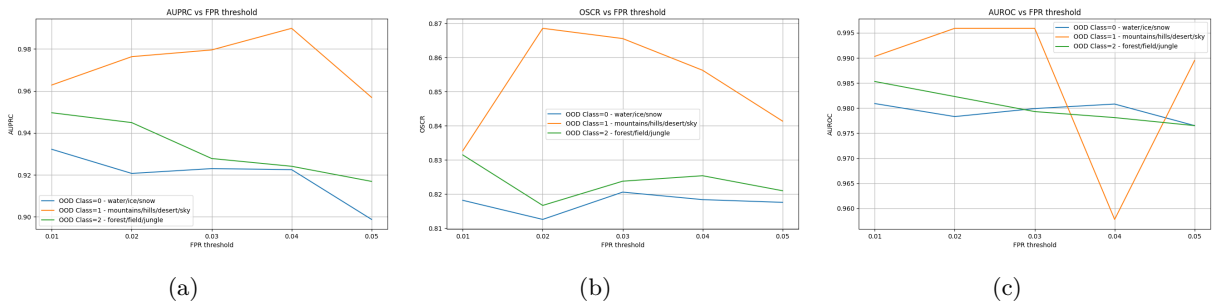 AUPRC vs FPR threshold
AUPRC
0.98
0.96
0.94
0.92
0.90
OOD Class=0 - water/ice/snow
OOD Class=1 - mountains/hills/desert/sky
OOD Class=2 - forest/field/jungle
0.01 0.02 0.03 0.04 0.05
FPR threshold
(a)
OSCR vs FPR threshold
OSCR
0.87
0.86
0.85
0.84
0.83
0.82
0.81
OOD Class=0 - water/ice/snow
OOD Class=1 - mountains/hills/desert/sky
OOD Class=2 - forest/field/jungle
0.01 0.02 0.03 0.04 0.05
FPR threshold
(b)
AUROC vs FPR threshold
AUROC
0.995
0.990
0.985
0.980
0.975
0.970
0.965
0.960
OOD Class=0 - water/ice/snow
OOD Class=1 - mountains/hills/desert/sky
OOD Class=2 - forest/field/jungle
0.01 0.02 0.03 0.04 0.05
FPR threshold
(c)